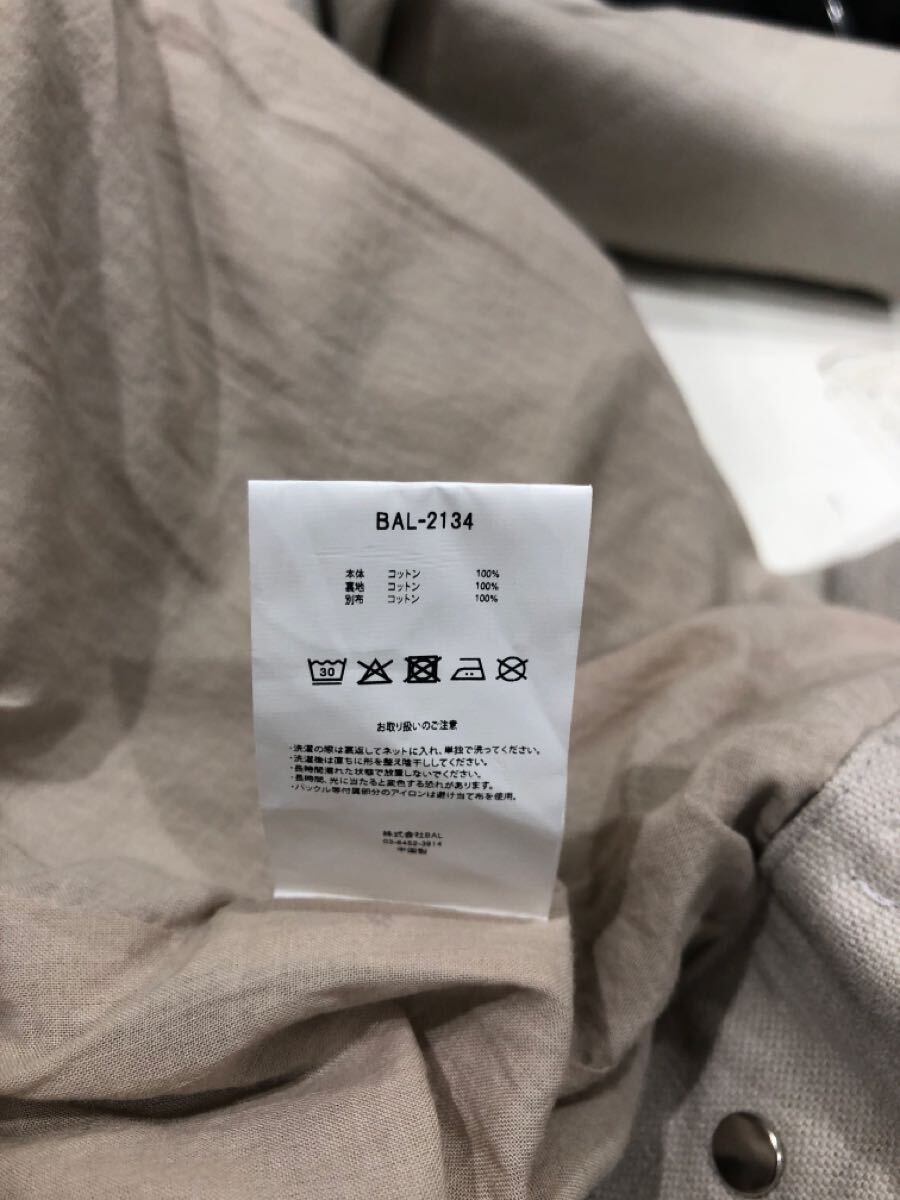 BAL-2134
本体 コットン 100%
裏地 コットン 100%
別布 コットン 100%
30
お取り扱いのご注意
・洗濯の際は裏返してネットに入れ、単独で洗ってください。
・洗濯後は直ちに形を整え陰干ししてください。
・長時間濡れた状態で放置しないでください。
・長時間、光に当たると変色する恐れがあります。
・バックル等付属部分のアイロンは避け当て布を使用。
株式会社BAL
03-6452-3914
中国製